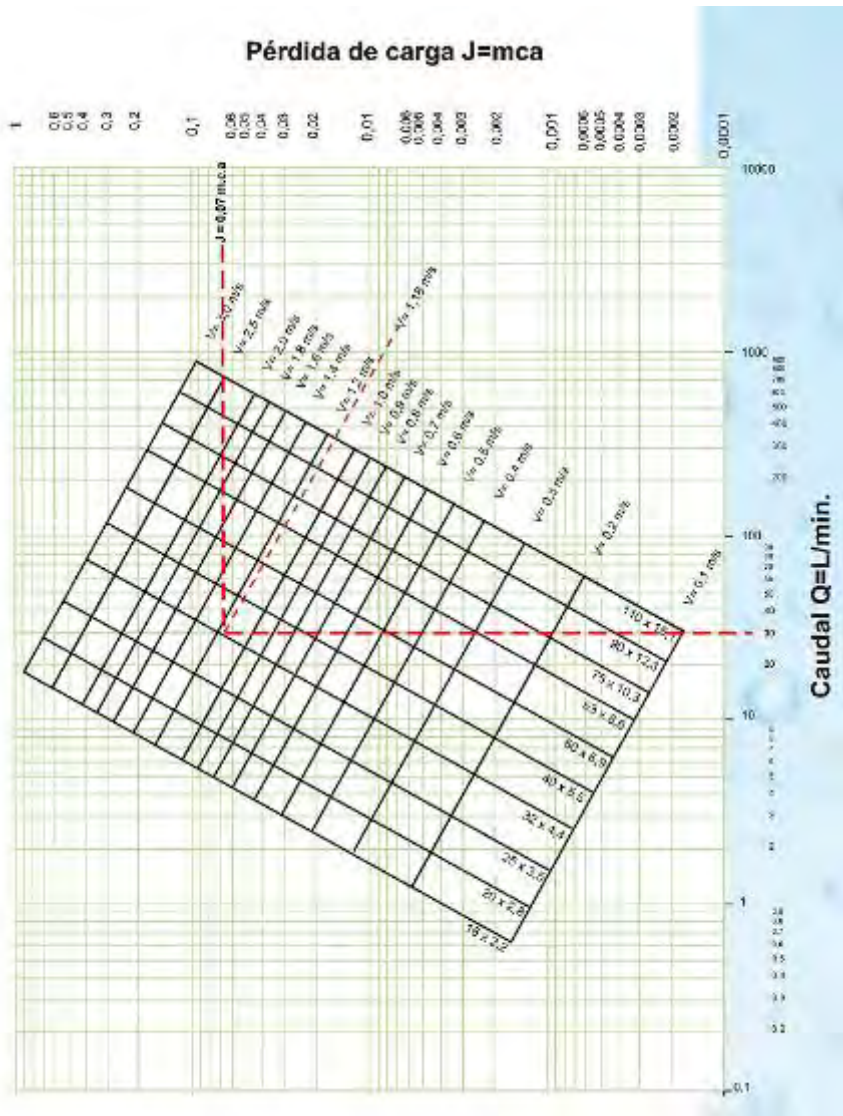 Pérdida de carga J=mca
1
0,6
0,5
0,4
0,3
0,2
0,1
0,06
0,05
0,04
0,03
0,02
0,01
0,006
0,005
0,004
0,003
0,002
0,001
0,0006
0,0005
0,0004
0,0003
0,0002
0,0001
J = 0,07 m.c.a
V= 3,0 m/s
V= 2,5 m/s
V= 2,0 m/s
V= 1,8 m/s
V= 1,6 m/s
V= 1,4 m/s
V= 1,2 m/s
V= 1,18 m/s
V= 1,0 m/s
V= 0,9 m/s
V= 0,8 m/s
V= 0,7 m/s
V= 0,6 m/s
V= 0,5 m/s
V= 0,4 m/s
V= 0,3 m/s
V= 0,2 m/s
V= 0,1 m/s
110 x
90 x 12,3
75 x 10,3
63 x 8,6
50 x 6,9
40 x 5,5
32 x 4,4
25 x 3,5
20 x 2,8
16 x 2,2
10000
1000
100
10
1
0.1
Caudal Q=L/min.